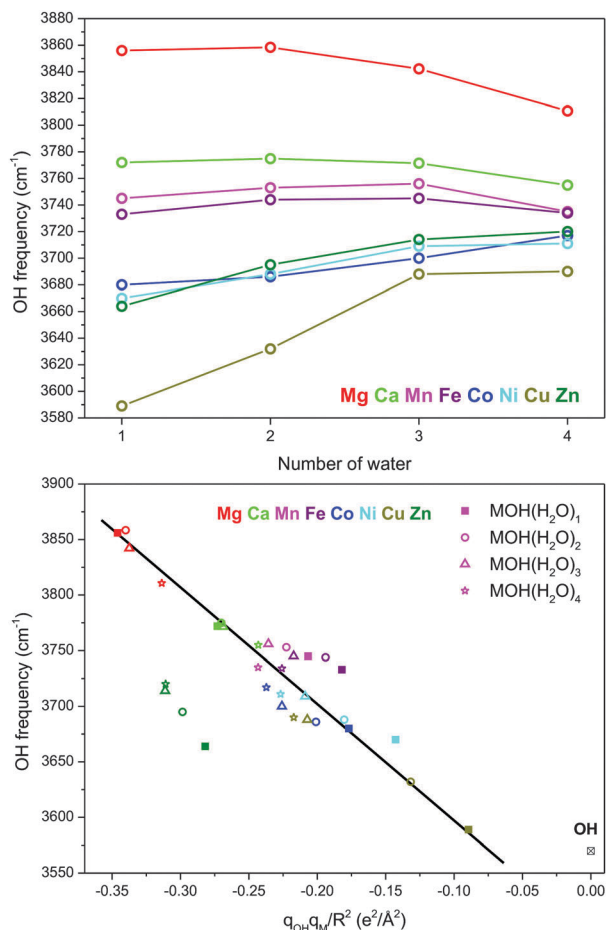 3880
3860
3840
3820
3800
3780
3760
3740
3720
3700
3680
3660
3640
3620
3600
3580
OH frequency (cm⁻¹)
Mg Ca Mn Fe Co Ni Cu Zn
1 2 3 4
Number of water
3900
3850
3800
3750
3700
3650
3600
3550
OH frequency (cm⁻¹)
Mg Ca Mn Fe Co Ni Cu Zn
MOH(H₂O)₁
MOH(H₂O)₂
MOH(H₂O)₃
MOH(H₂O)₄
OH
-0.35 -0.30 -0.25 -0.20 -0.15 -0.10 -0.05 0.00
q_OH q_M/R² (e²/Å²)